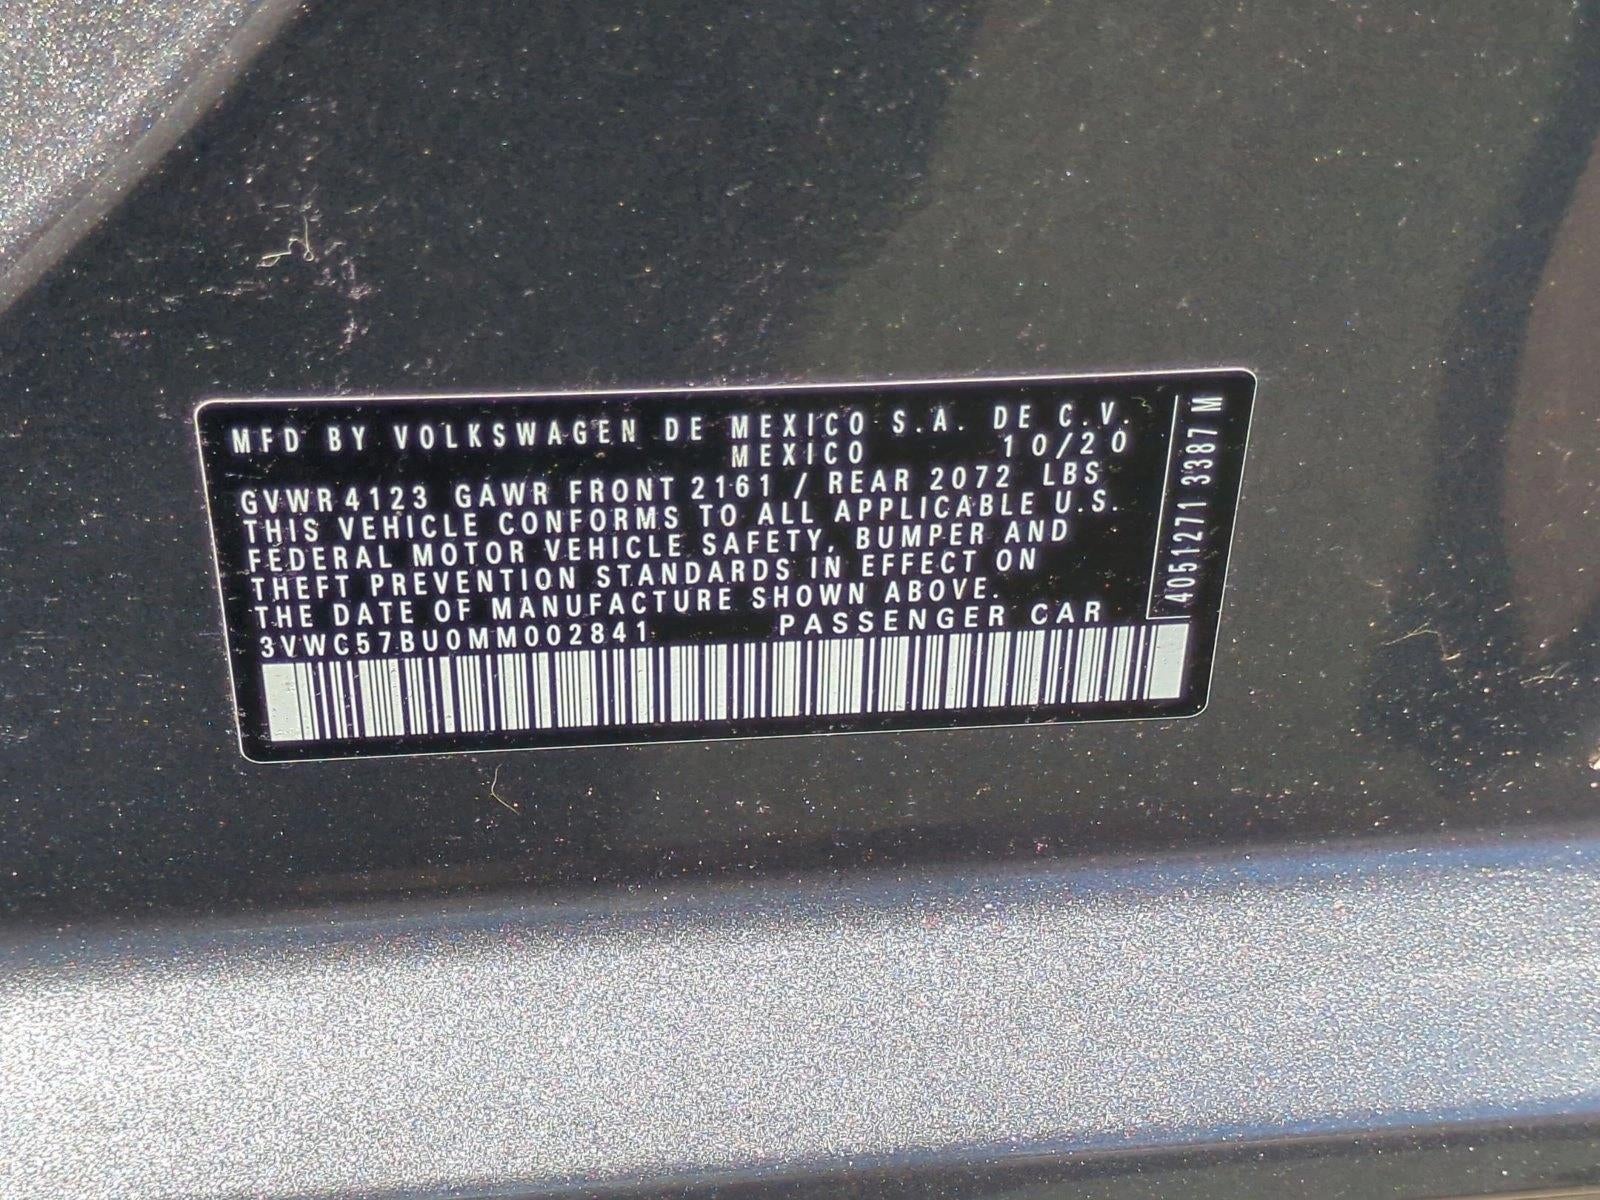 MFD BY VOLKSWAGEN DE MEXICO S.A. DE C.V.
MEXICO 10/20
GVWR 4123 GAWR FRONT 2161 / REAR 2072 LBS
THIS VEHICLE CONFORMS TO ALL APPLICABLE U.S.
FEDERAL MOTOR VEHICLE SAFETY, BUMPER AND
THEFT PREVENTION STANDARDS IN EFFECT ON
THE DATE OF MANUFACTURE SHOWN ABOVE.
3VWC57BU0MM002841 PASSENGER CAR
4051271 3387 M